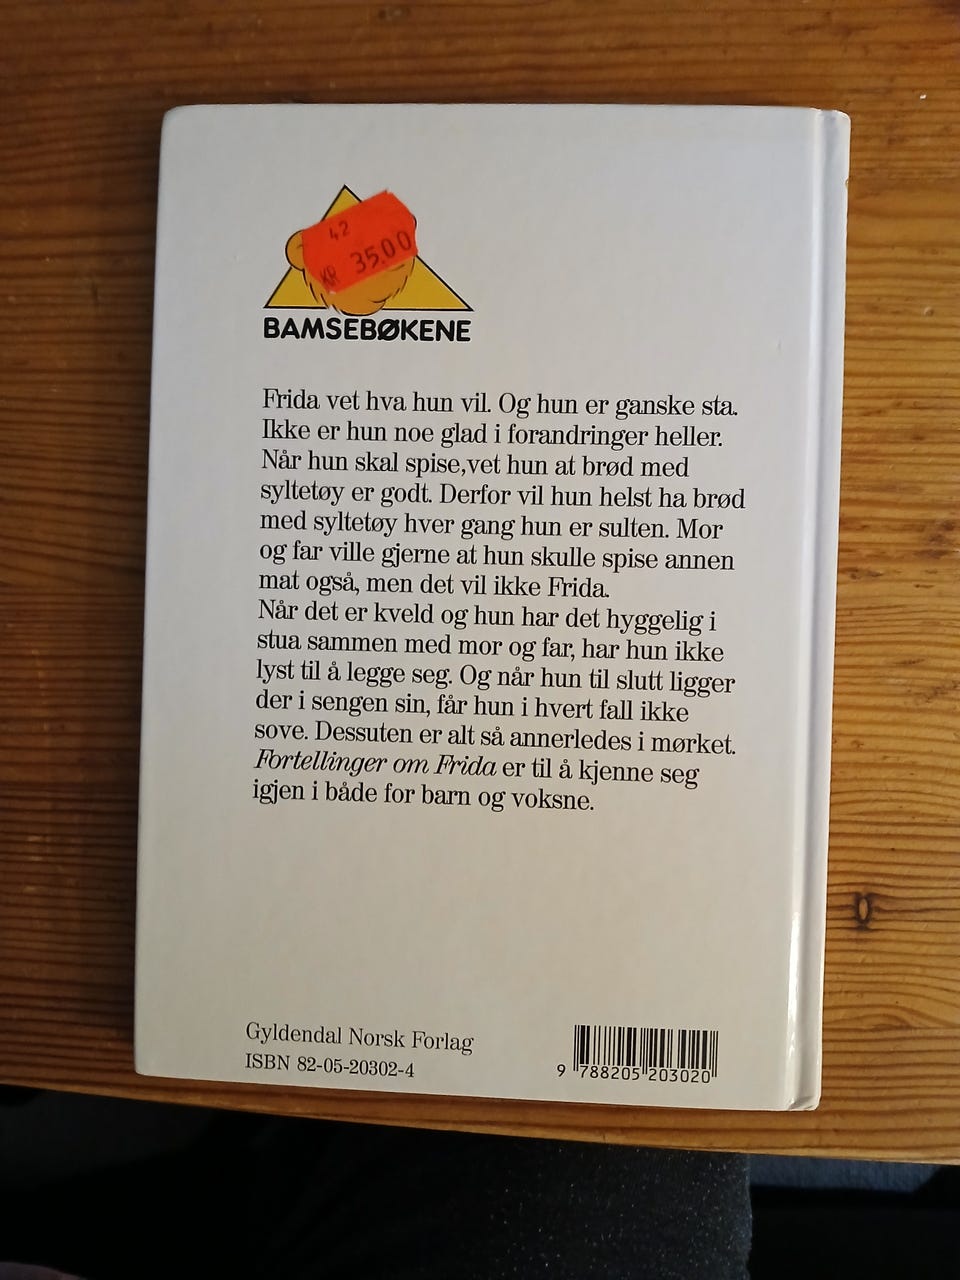 42
KR 35.00
BAMSEBØKENE
Frida vet hva hun vil. Og hun er ganske sta.
Ikke er hun noe glad i forandringer heller.
Når hun skal spise,vet hun at brød med
syltetøy er godt. Derfor vil hun helst ha brød
med syltetøy hver gang hun er sulten. Mor
og far ville gjerne at hun skulle spise annen
mat også, men det vil ikke Frida.
Når det er kveld og hun har det hyggelig i
stua sammen med mor og far, har hun ikke
lyst til å legge seg. Og når hun til slutt ligger
der i sengen sin, får hun i hvert fall ikke
sove. Dessuten er alt så annerledes i mørket.
Fortellinger om Frida er til å kjenne seg
igjen i både for barn og voksne.
Gyldendal Norsk Forlag
ISBN 82-05-20302-4
9 788205 203020